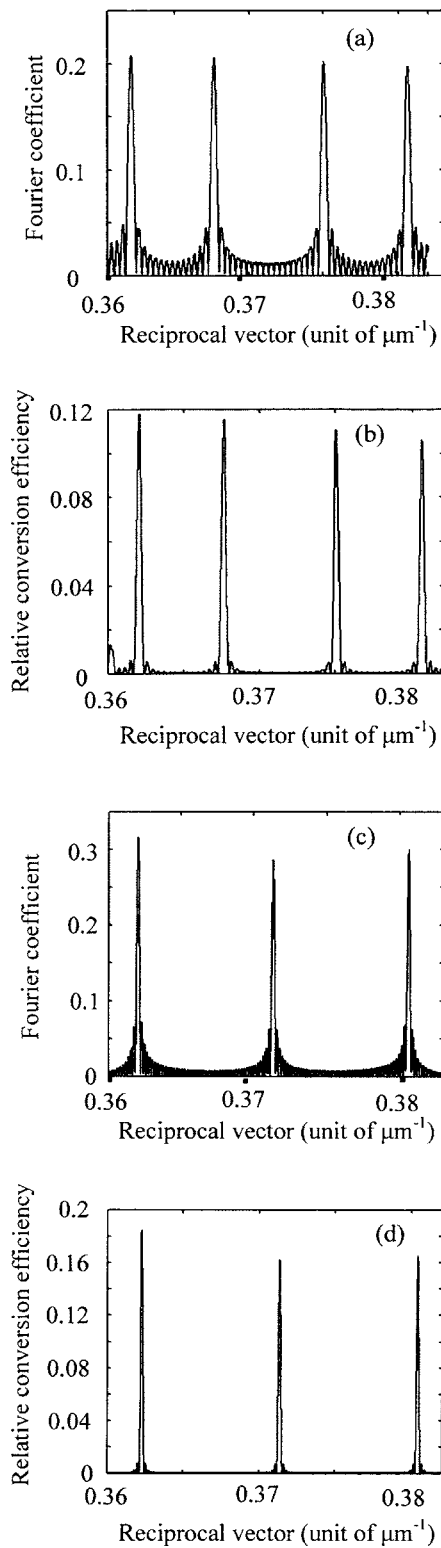 (a)
Fourier coefficient
0.2
0.1
0
0.36 0.37 0.38
Reciprocal vector (unit of μm⁻¹)
(b)
Relative conversion efficiency
0.12
0.08
0.04
0
0.36 0.37 0.38
Reciprocal vector (unit of μm⁻¹)
(c)
Fourier coefficient
0.3
0.2
0.1
0
0.36 0.37 0.38
Reciprocal vector (unit of μm⁻¹)
(d)
Relative conversion efficiency
0.2
0.16
0.12
0.08
0.04
0
0.36 0.37 0.38
Reciprocal vector (unit of μm⁻¹)